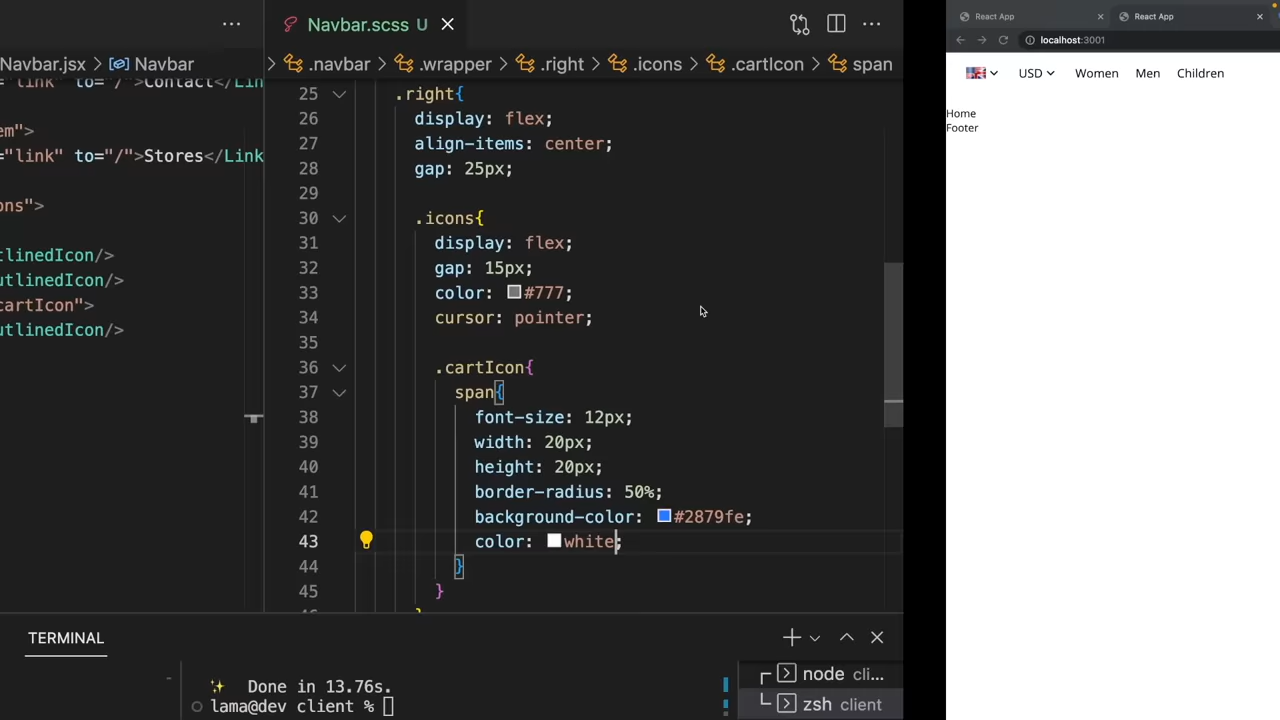 Navbar.scss U
Navbar.jsx
Navbar
.navbar
.wrapper
.right
.icons
.cartIcon
span
"link" to="/">Contact</Lin
em">
="link" to="/">Stores</Link
ons">
tlinedIcon/>
utlinedIcon/>
cartIcon">
utlinedIcon/>
25 .right{
26 display: flex;
27 align-items: center;
28 gap: 25px;
29
30 .icons{
31 display: flex;
32 gap: 15px;
33 color: #777;
34 cursor: pointer;
35
36 .cartIcon{
37 span{
38 font-size: 12px;
39 width: 20px;
40 height: 20px;
41 border-radius: 50%;
42 background-color: #2879fe;
43 color: white;
44 }
45 }
TERMINAL
Done in 13.76s.
lama@dev client %
node cli...
zsh client
React App
React App
localhost:3001
USD
Women
Men
Children
Home
Footer